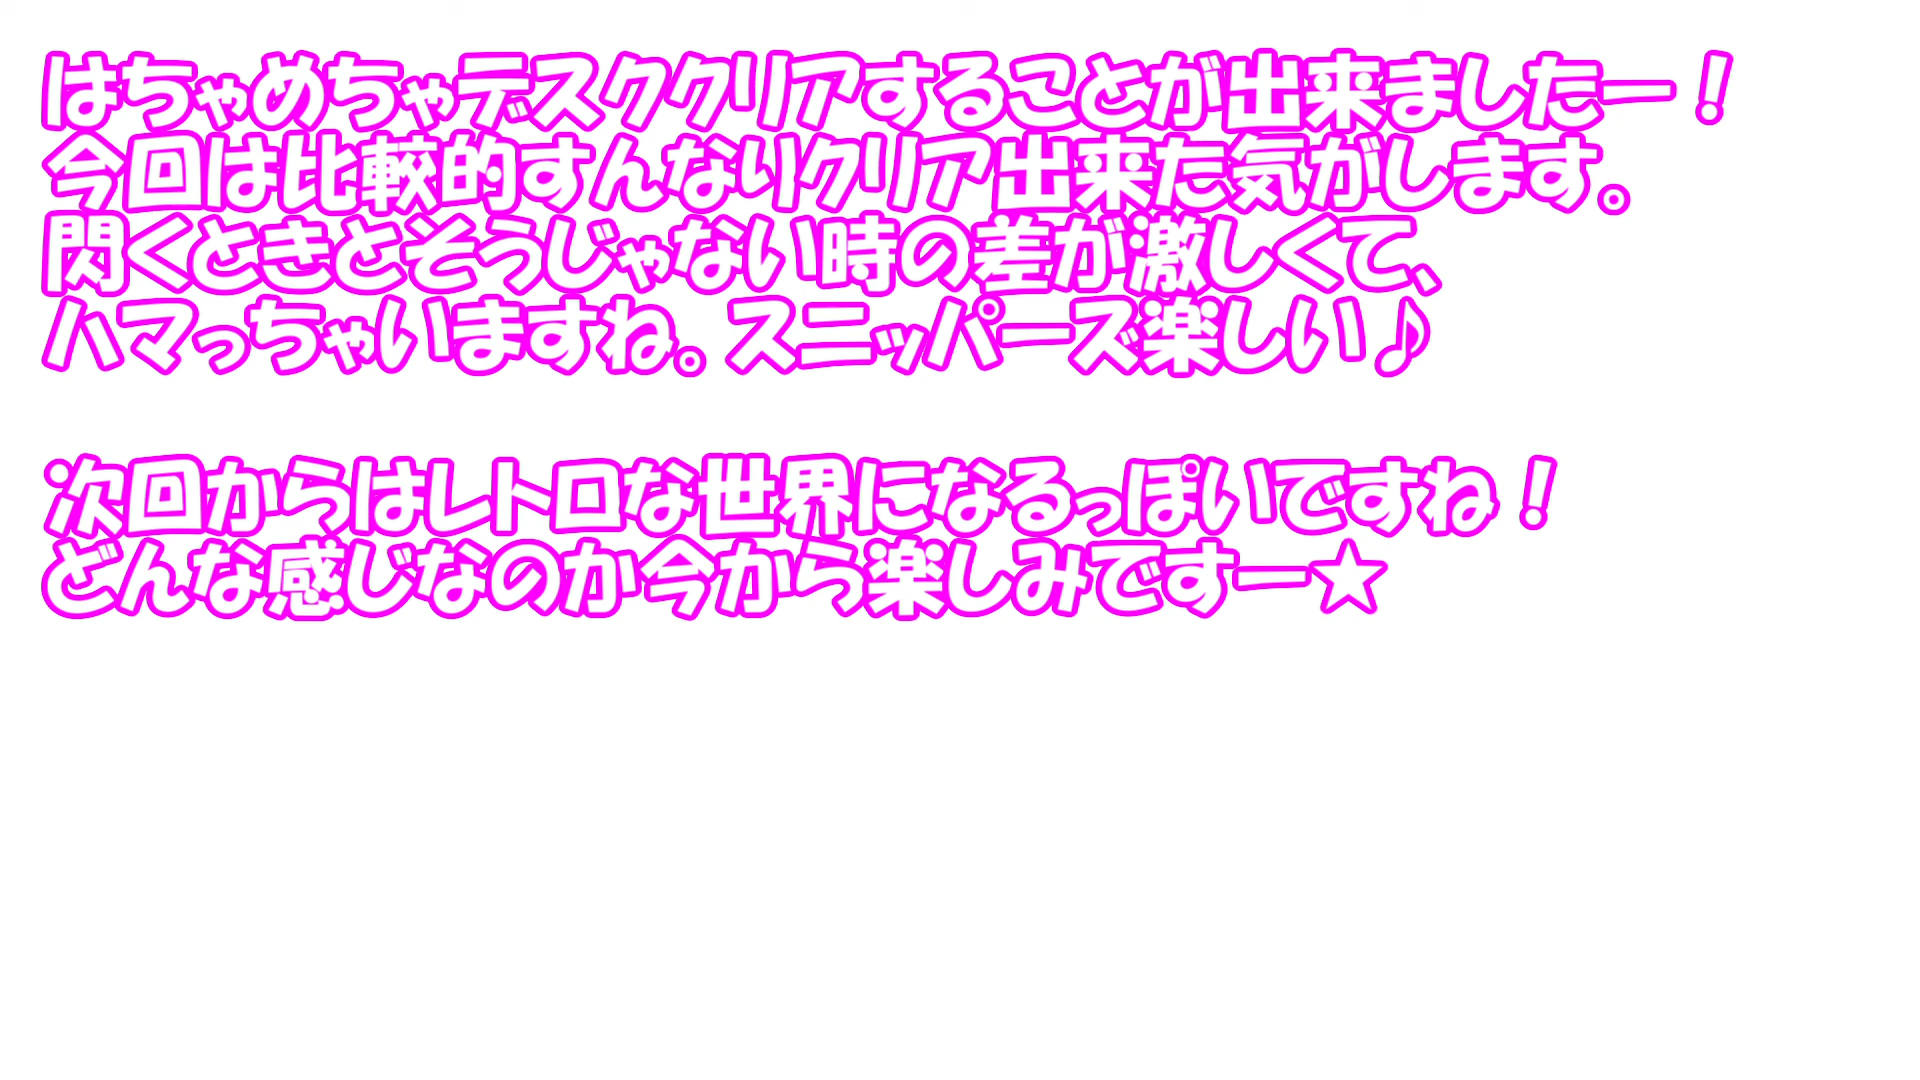 はちゃめちゃデスククリアすることが出来ましたー！
今回は比較的すんなりクリア出来た気がします。
閃くときとそうじゃない時の差が激しくて、
ハマっちゃいますね。スニッパーズ楽しい♪
次回からはレトロな世界になるっぽいですね！
どんな感じなのか今から楽しみですー★